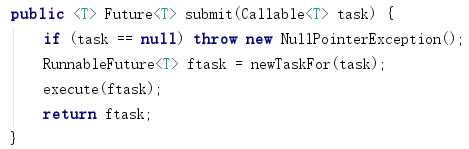 public <T> Future<T> submit(Callable<T> task) {
    if (task == null) throw new NullPointerException();
    RunnableFuture<T> ftask = newTaskFor(task);
    execute(ftask);
    return ftask;
}